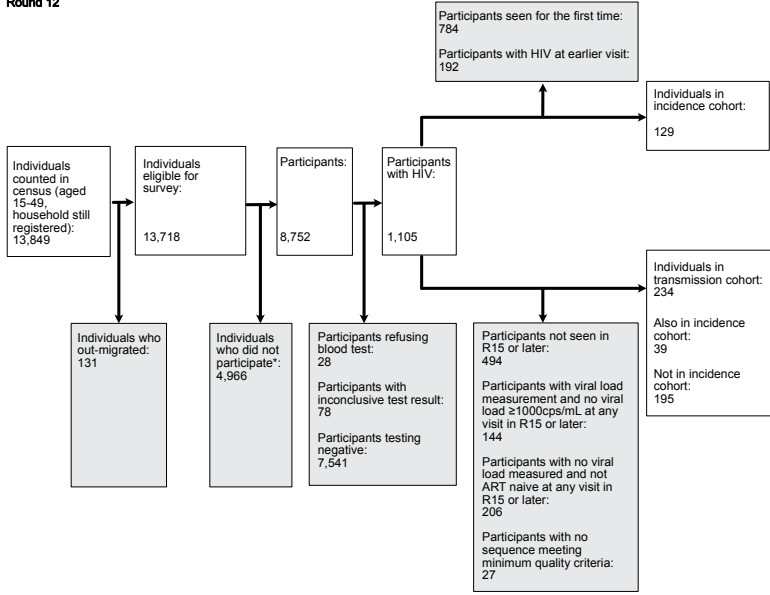 Round 12
Participants seen for the first time:
784
Participants with HIV at earlier visit:
192
Individuals in
incidence cohort:
129
Individuals
counted in
census (aged
15-49,
household still
registered):
13,849
Individuals
eligible for
survey:
13,718
Participants:
8,752
Participants
with HIV:
1,105
Individuals in
transmission cohort:
234
Also in incidence
cohort:
39
Not in incidence
cohort:
195
Individuals who
out-migrated:
131
Individuals
who did not
participate*:
4,966
Participants refusing
blood test:
28
Participants with
inconclusive test result:
78
Participants testing
negative:
7,541
Participants not seen in
R15 or later:
494
Participants with viral load
measurement and no viral
load ≥1000cps/mL at any
visit in R15 or later:
144
Participants with no viral
load measured and not
ART naive at any visit in
R15 or later:
206
Participants with no
sequence meeting
minimum quality criteria:
27